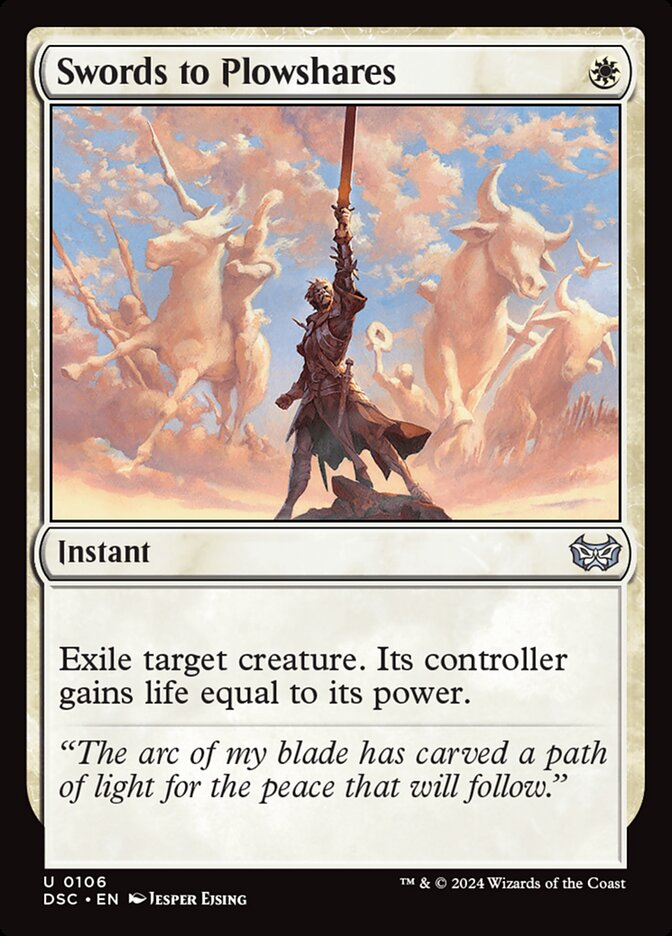 Swords to Plowshares
Instant
Exile target creature. Its controller
gains life equal to its power.
“The arc of my blade has carved a path
of light for the peace that will follow.”
U 0106
DSC • EN Jesper Ejsing
™ & © 2024 Wizards of the Coast